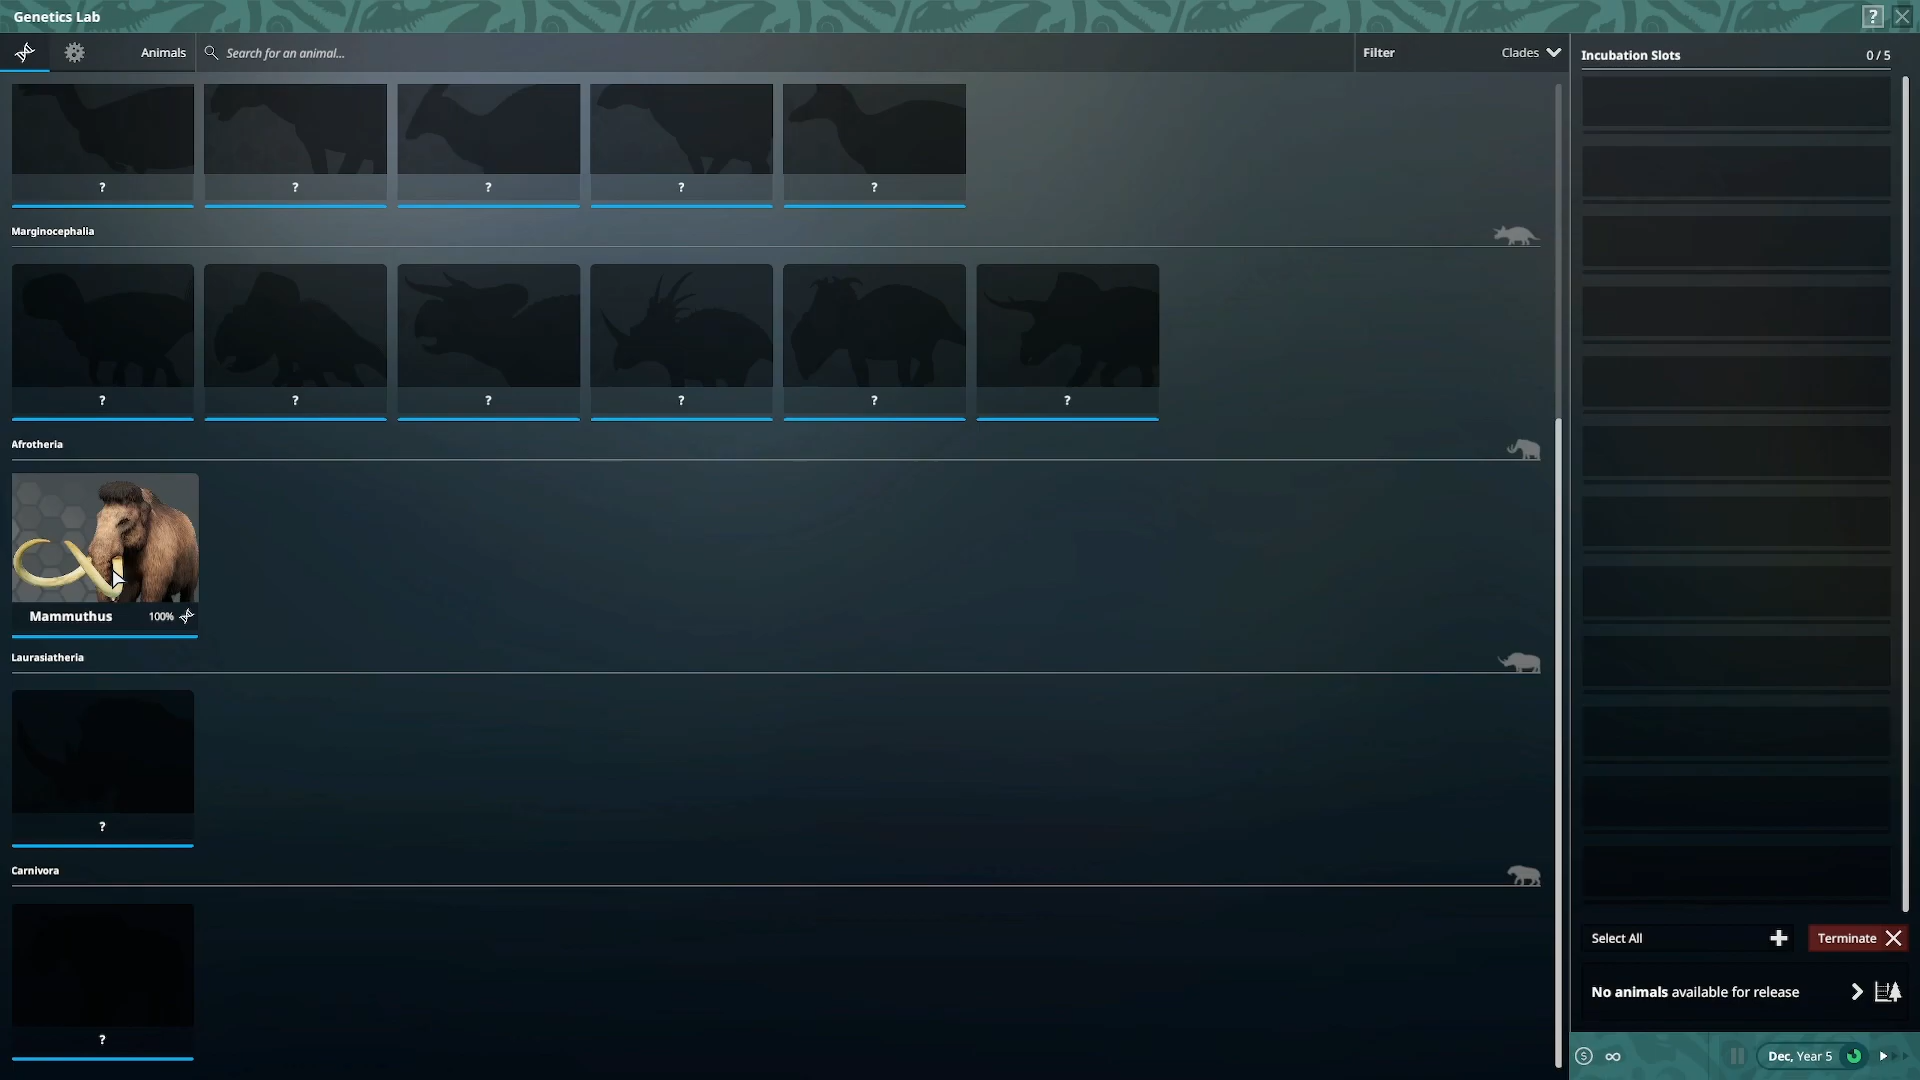 Genetics Lab
?
Animals
Search for an animal...
Filter
Clades
Incubation Slots
0 / 5
? ? ? ? ?
Marginocephalia
? ? ? ? ? ?
Afrotheria
Mammuthus 100%
Laurasiatheria
?
Carnivora
?
Select All
Terminate
No animals available for release
$ ∞
Dec, Year 5